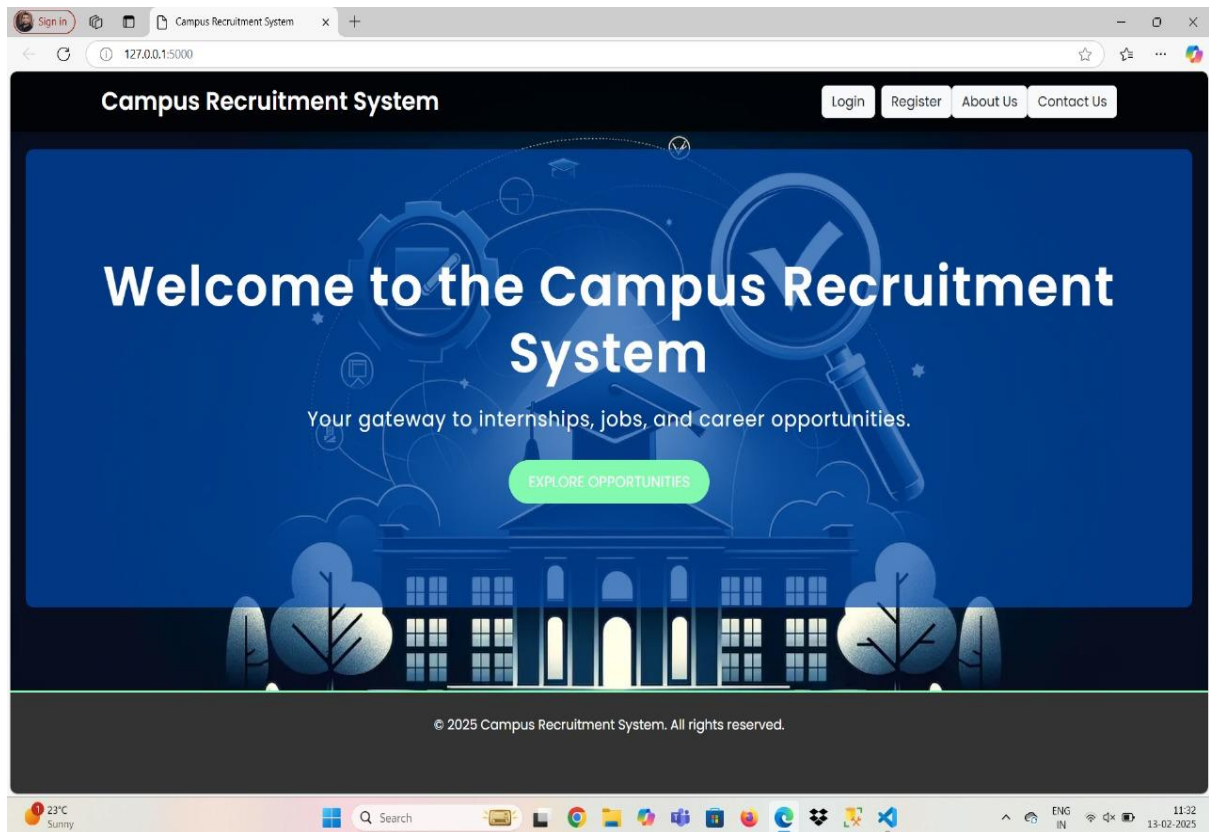 Sign in
Campus Recruitment System
127.0.0.1:5000
Campus Recruitment System
Login Register About Us Contact Us
Welcome to the Campus Recruitment
System
Your gateway to internships, jobs, and career opportunities.
EXPLORE OPPORTUNITIES
© 2025 Campus Recruitment System. All rights reserved.
1
23°C
Sunny
Search
ENG
IN
11:32
13-02-2025